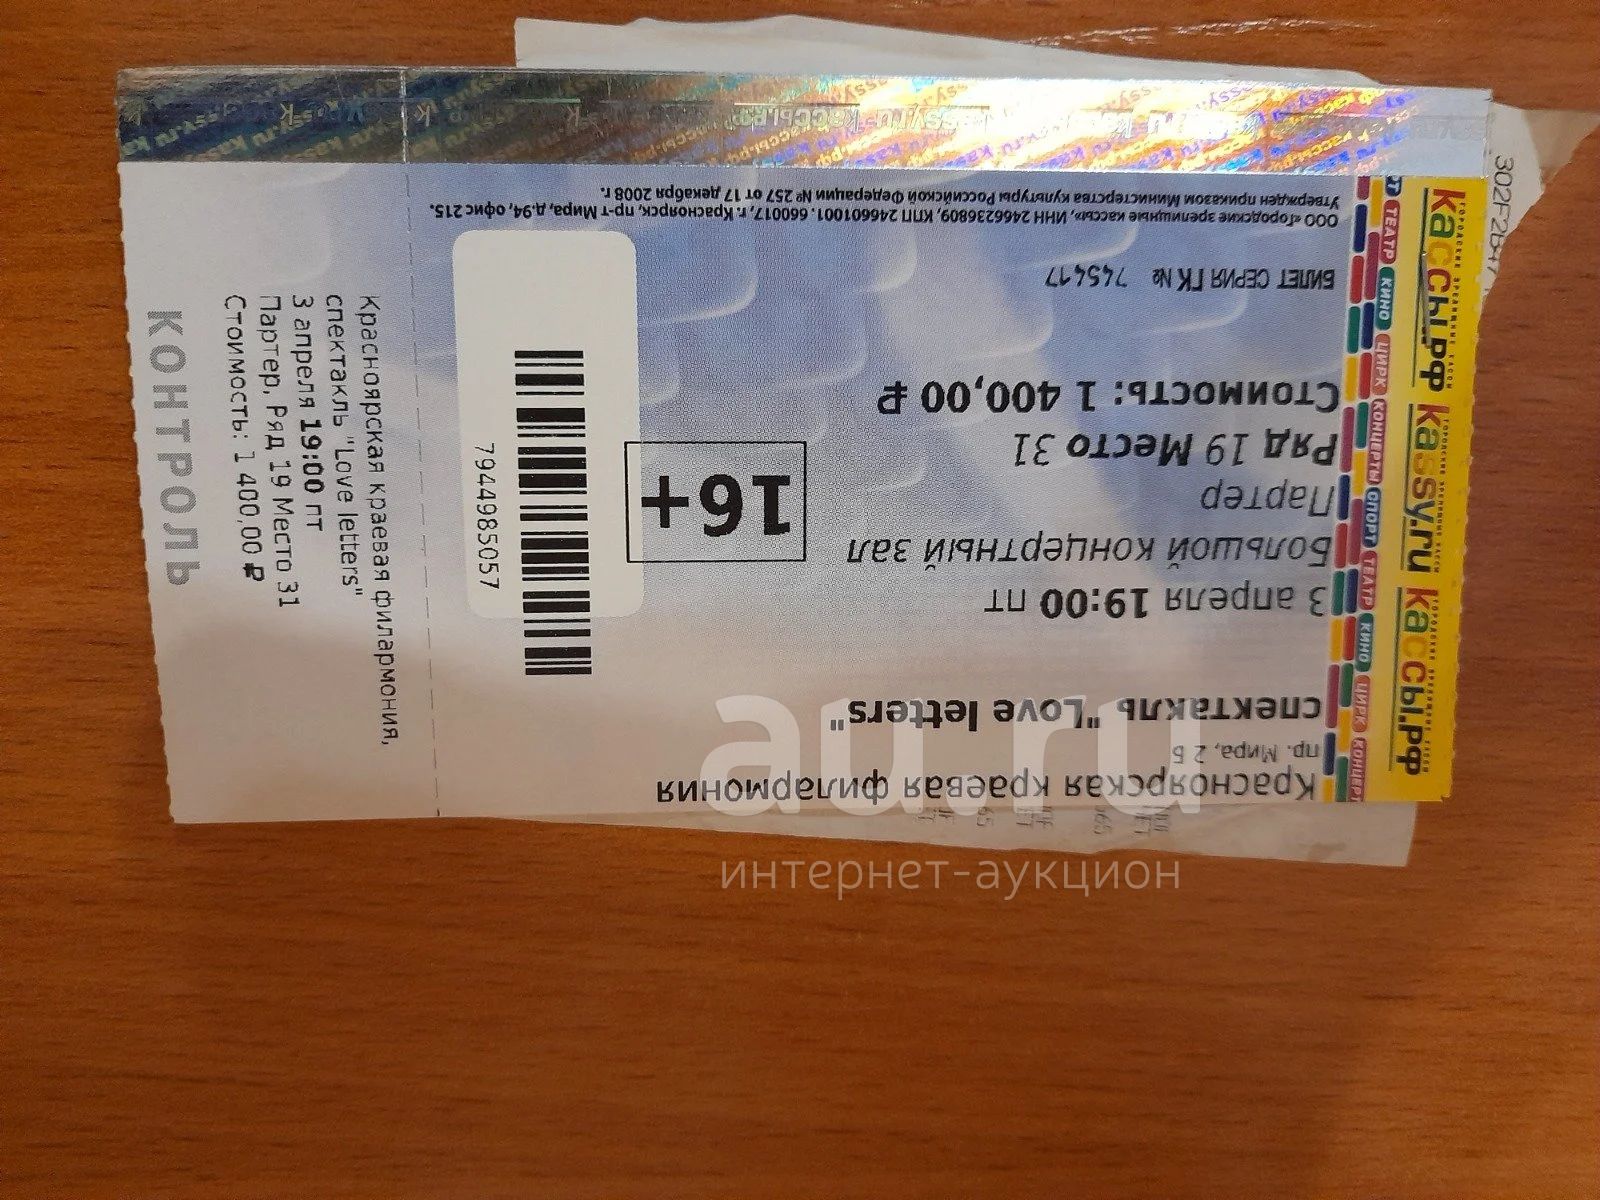 Красноярская краевая филармония
пр. Мира, 2 Б
спектакль "Love letters"
3 апреля 19:00 пт
Большой концертный зал
Партер
Ряд 19 Место 31
Стоимость: 1 400,00 ₽
16+
БИЛЕТ СЕРИЯ ГК № 745417
ООО «Городские зрелищные кассы», ИНН 2466236809, КПП 246601001. 660017, г. Красноярск, пр-т Мира, д.94, офис 215.
Утвержден приказом Министерства культуры Российской Федерации № 257 от 17 декабря 2008 г.
7944985057
Красноярская краевая филармония,
спектакль "Love letters"
3 апреля 19:00 пт
Партер, Ряд 19 Место 31
Стоимость: 1 400,00 ₽
КОНТРОЛЬ
кассы.рф kassy.ru кассы.рф
ТЕАТР КИНО ЦИРК КОНЦЕРТЫ СПОРТ ТЕАТР КИНО ЦИРК КОНЦЕРТ
au.ru
интернет-аукцион